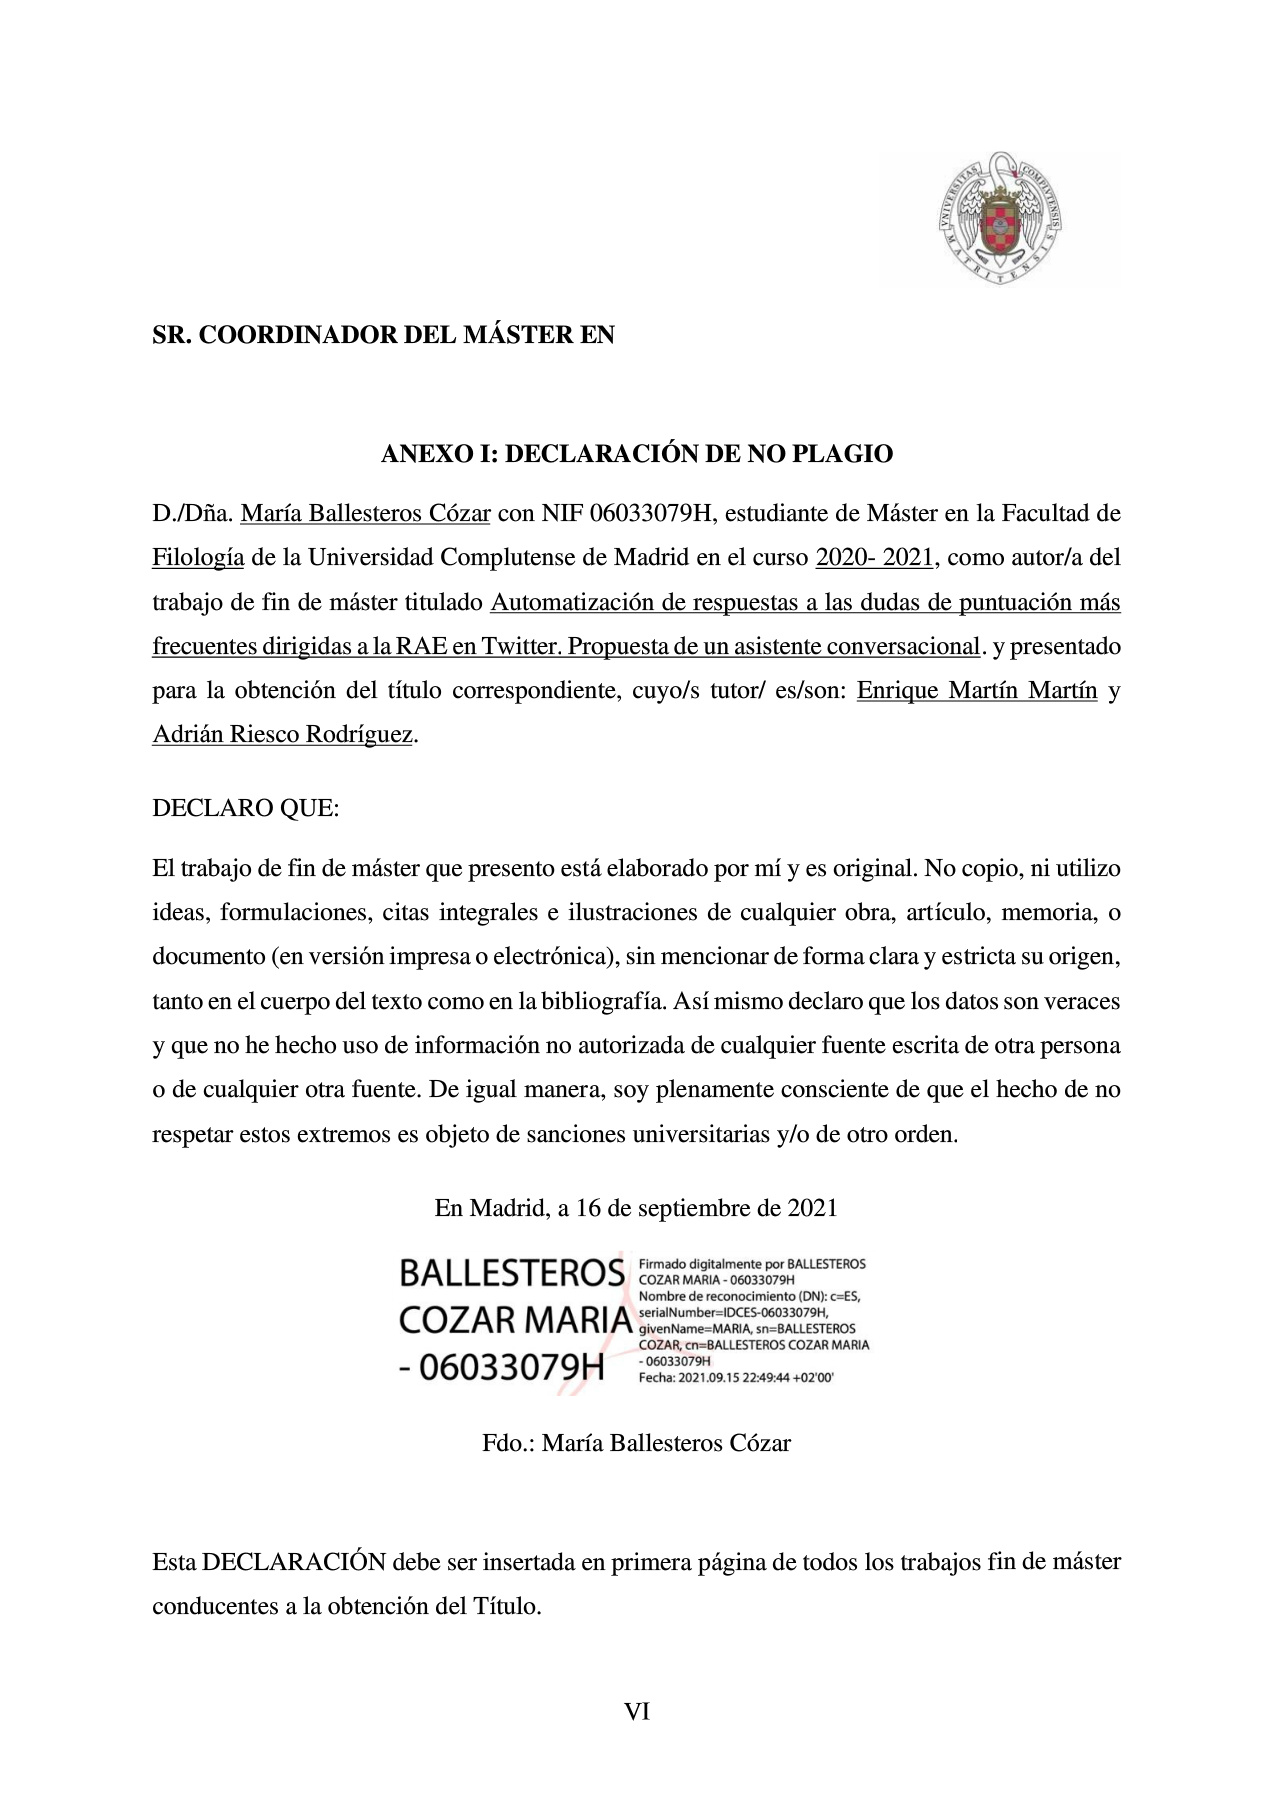 VNIVERSITAS COMPLVTENSIS
MATRITENSIS
SR. COORDINADOR DEL MÁSTER EN
ANEXO I: DECLARACIÓN DE NO PLAGIO
D./Dña. María Ballesteros Cózar con NIF 06033079H, estudiante de Máster en la Facultad de
Filología de la Universidad Complutense de Madrid en el curso 2020- 2021, como autor/a del
trabajo de fin de máster titulado Automatización de respuestas a las dudas de puntuación más
frecuentes dirigidas a la RAE en Twitter. Propuesta de un asistente conversacional. y presentado
para la obtención del título correspondiente, cuyo/s tutor/ es/son: Enrique Martín Martín y
Adrián Riesco Rodríguez.
DECLARO QUE:
El trabajo de fin de máster que presento está elaborado por mí y es original. No copio, ni utilizo
ideas, formulaciones, citas integrales e ilustraciones de cualquier obra, artículo, memoria, o
documento (en versión impresa o electrónica), sin mencionar de forma clara y estricta su origen,
tanto en el cuerpo del texto como en la bibliografía. Así mismo declaro que los datos son veraces
y que no he hecho uso de información no autorizada de cualquier fuente escrita de otra persona
o de cualquier otra fuente. De igual manera, soy plenamente consciente de que el hecho de no
respetar estos extremos es objeto de sanciones universitarias y/o de otro orden.
En Madrid, a 16 de septiembre de 2021
BALLESTEROS
COZAR MARIA
- 06033079H
Firmado digitalmente por BALLESTEROS
COZAR MARIA - 06033079H
Nombre de reconocimiento (DN): c=ES,
serialNumber=IDCES-06033079H,
givenName=MARIA, sn=BALLESTEROS
COZAR, cn=BALLESTEROS COZAR MARIA
- 06033079H
Fecha: 2021.09.15 22:49:44 +02'00'
Fdo.: María Ballesteros Cózar
Esta DECLARACIÓN debe ser insertada en primera página de todos los trabajos fin de máster
conducentes a la obtención del Título.
VI